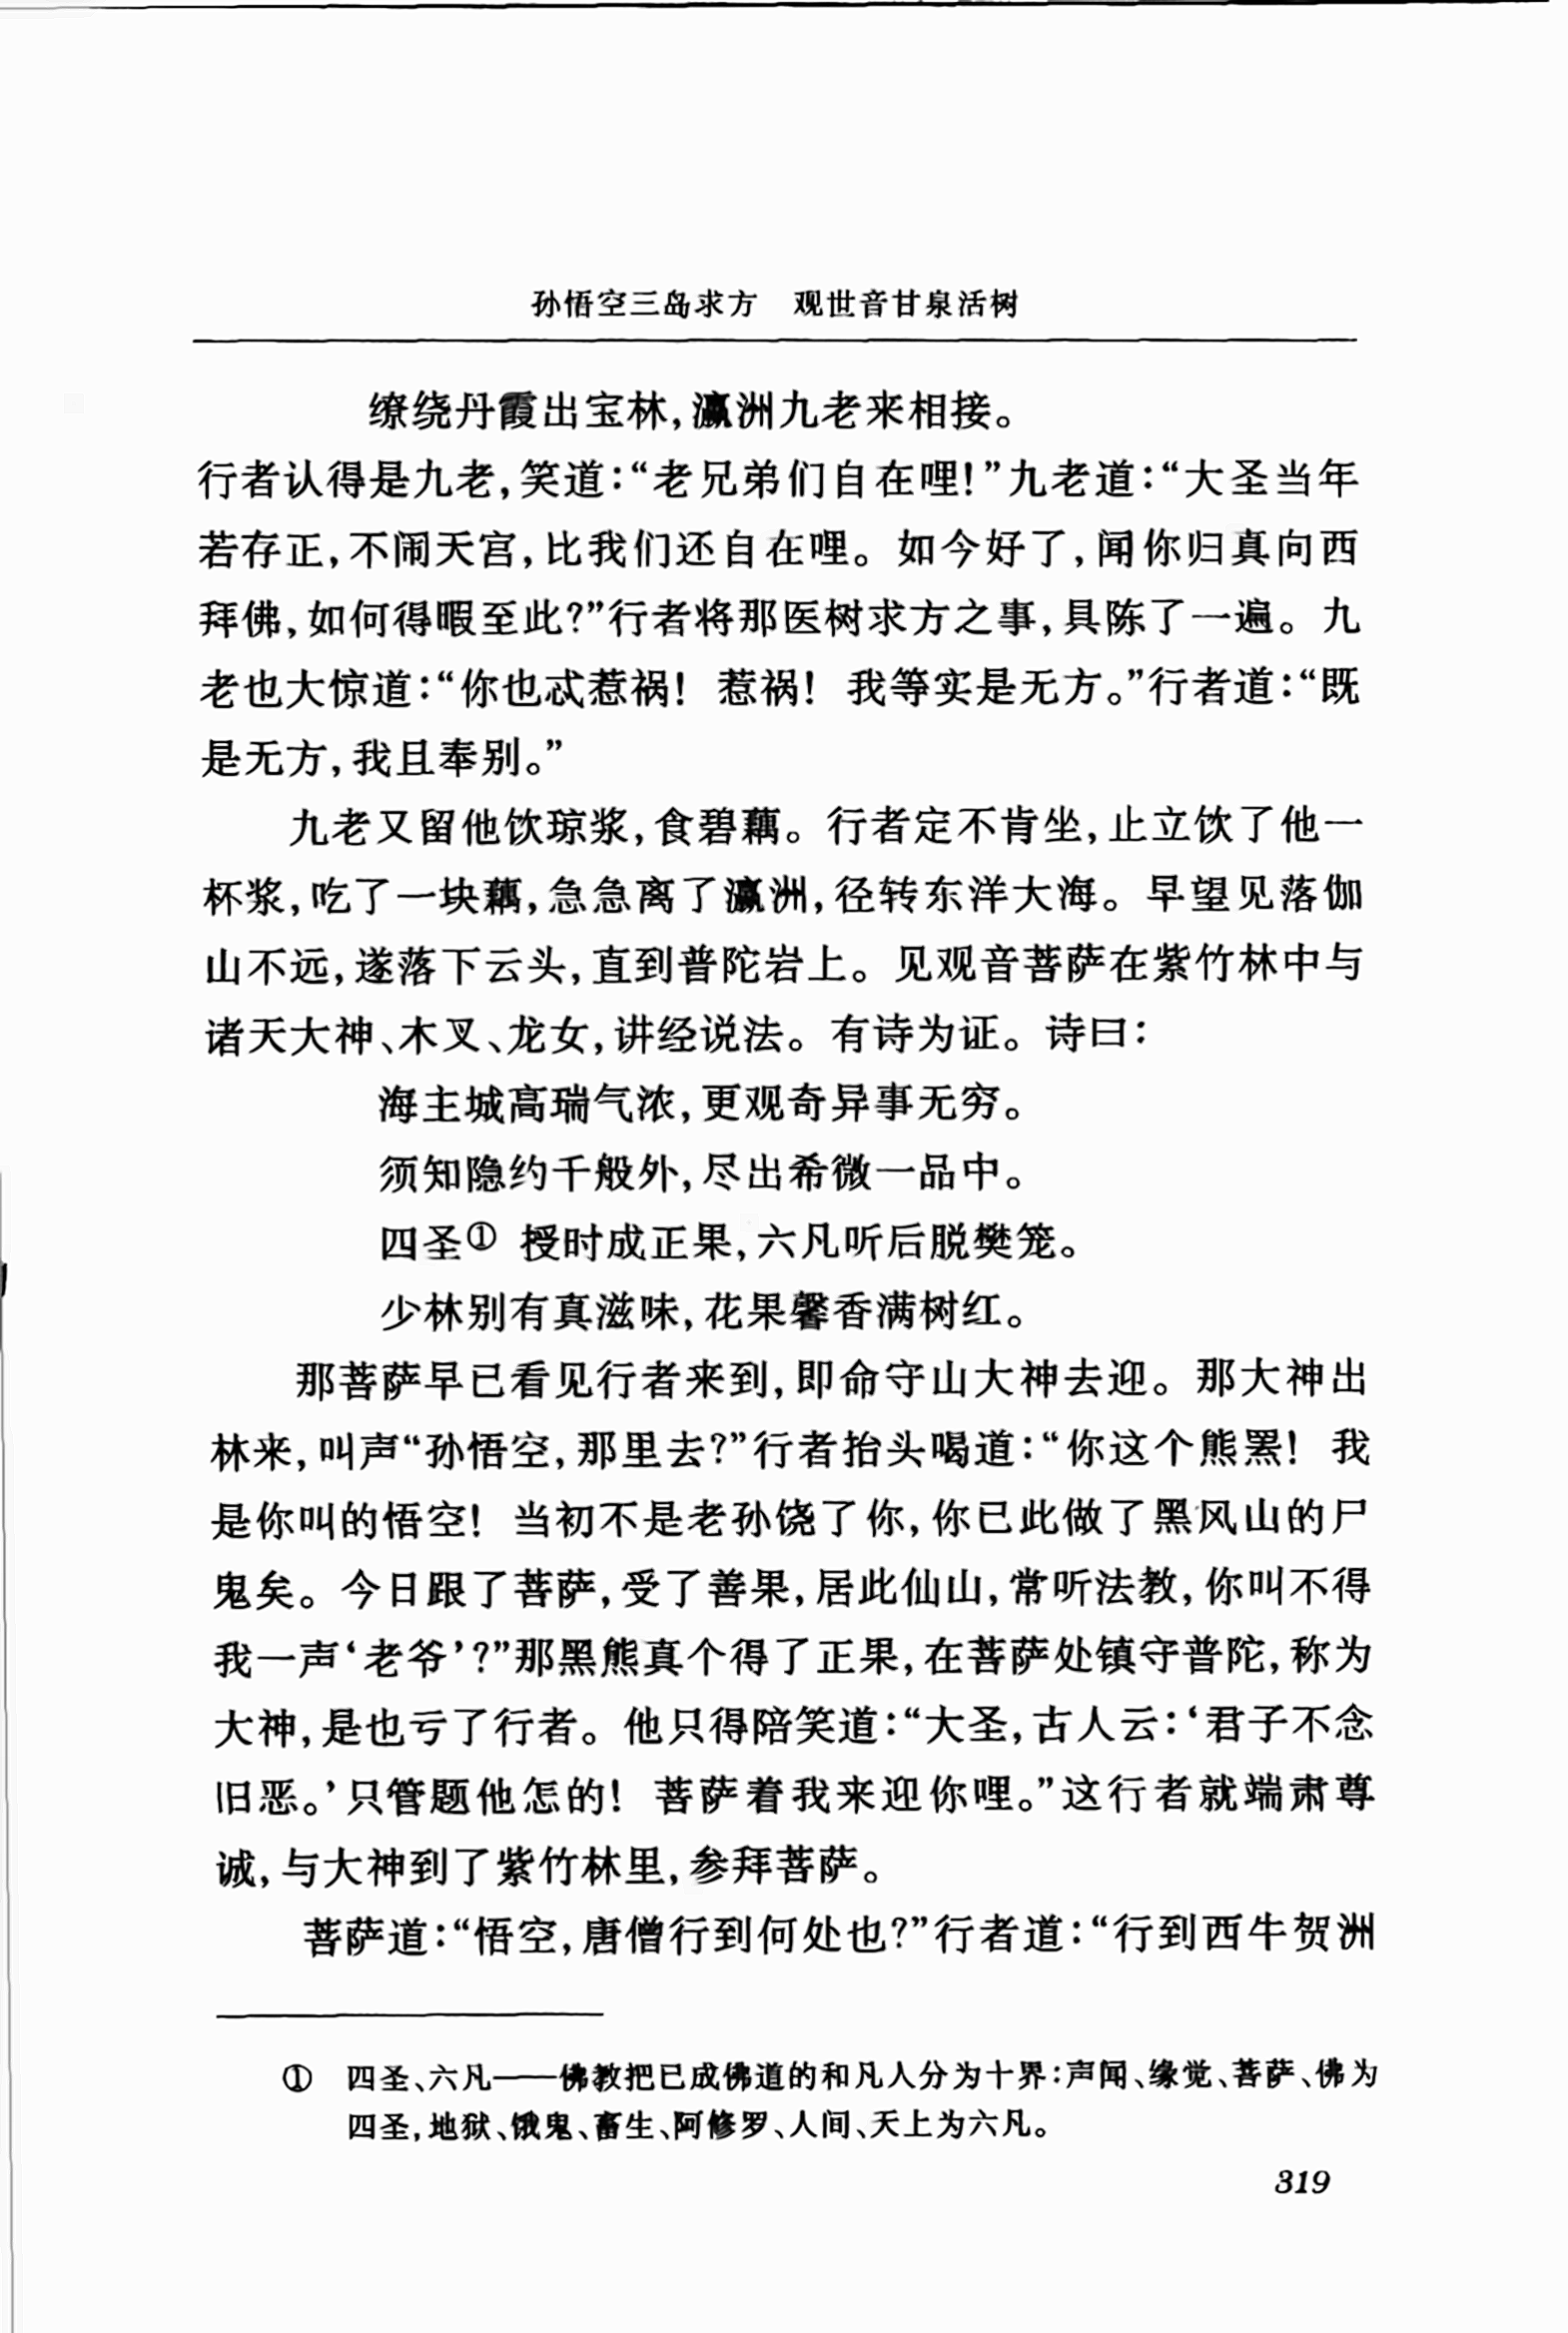 孙悟空三岛求方　观世音甘泉活树
缭绕丹霞出宝林,瀛洲九老来相接。
行者认得是九老,笑道:“老兄弟们自在哩!”九老道:“大圣当年
若存正,不闹天宫,比我们还自在哩。如今好了,闻你归真向西
拜佛,如何得暇至此?”行者将那医树求方之事,具陈了一遍。九
老也大惊道:“你也忒惹祸! 惹祸! 我等实是无方。”行者道:“既
是无方,我且奉别。”
九老又留他饮琼浆,食碧藕。行者定不肯坐,止立饮了他一
杯浆,吃了一块藕,急急离了瀛洲,径转东洋大海。早望见落伽
山不远,遂落下云头,直到普陀岩上。见观音菩萨在紫竹林中与
诸天大神、木叉、龙女,讲经说法。有诗为证。诗曰:
海主城高瑞气浓,更观奇异事无穷。
须知隐约千般外,尽出希微一品中。
四圣① 授时成正果,六凡听后脱樊笼。
少林别有真滋味,花果馨香满树红。
那菩萨早已看见行者来到,即命守山大神去迎。那大神出
林来,叫声“孙悟空,那里去?”行者抬头喝道:“你这个熊罴! 我
是你叫的悟空! 当初不是老孙饶了你,你已此做了黑风山的尸
鬼矣。今日跟了菩萨,受了善果,居此仙山,常听法教,你叫不得
我一声‘老爷’?”那黑熊真个得了正果,在菩萨处镇守普陀,称为
大神,是也亏了行者。他只得陪笑道:“大圣,古人云:‘君子不念
旧恶。’只管题他怎的! 菩萨着我来迎你哩。”这行者就端肃尊
诚,与大神到了紫竹林里,参拜菩萨。
菩萨道:“悟空,唐僧行到何处也?”行者道:“行到西牛贺洲
① 四圣、六凡——佛教把已成佛道的和凡人分为十界:声闻、缘觉、菩萨、佛为
四圣,地狱、饿鬼、畜生、阿修罗、人间、天上为六凡。
319